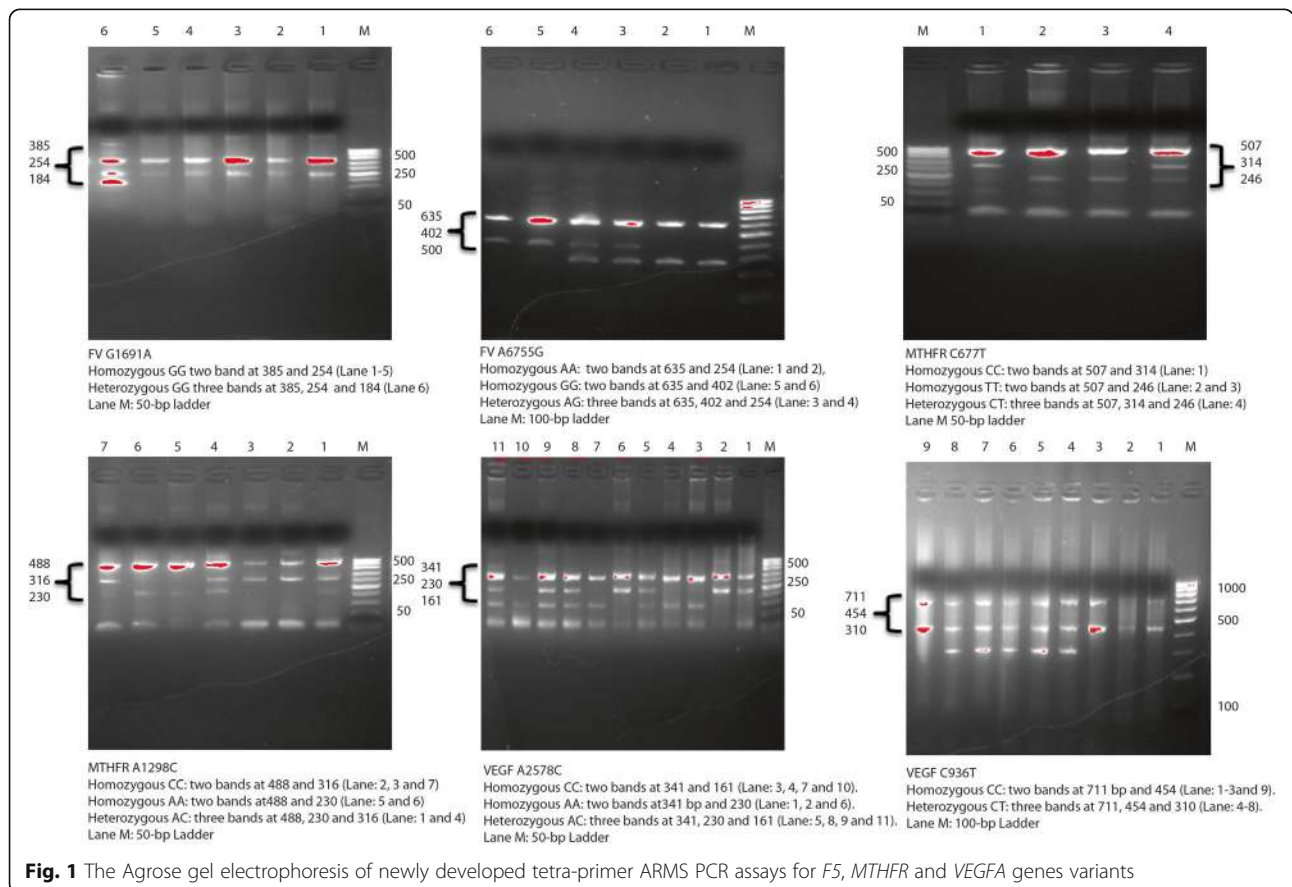 6 5 4 3 2 1 M
385
254
184
500
250
50
FV G1691A
Homozygous GG two band at 385 and 254 (Lane 1-5)
Heterozygous GG three bands at 385, 254 and 184 (Lane 6)
Lane M: 50-bp ladder
6 5 4 3 2 1 M
635
402
500
FV A6755G
Homozygous AA: two bands at 635 and 254 (Lane: 1 and 2),
Homozygous GG: two bands at 635 and 402 (Lane: 5 and 6)
Heterozygous AG: three bands at 635, 402 and 254 (Lane: 3 and 4)
Lane M: 100-bp ladder
M 1 2 3 4
500
250
50
507
314
246
MTHFR C677T
Homozygous CC: two bands at 507 and 314 (Lane: 1)
Homozygous TT: two bands at 507 and 246 (Lane: 2 and 3)
Heterozygous CT: three bands at 507, 314 and 246 (Lane: 4)
Lane M 50-bp ladder
7 6 5 4 3 2 1 M
488
316
230
500
250
50
MTHFR A1298C
Homozygous CC: two bands at 488 and 316 (Lane: 2, 3 and 7)
Homozygous AA: two bands at488 and 230 (Lane: 5 and 6)
Heterozygous AC: three bands at 488, 230 and 316 (Lane: 1 and 4)
Lane M: 50-bp Ladder
11 10 9 8 7 6 5 4 3 2 1 M
341
230
161
500
250
50
VEGF A2578C
Homozygous CC: two bands at 341 and 161 (Lane: 3, 4, 7 and 10).
Homozygous AA: two bands at341 bp and 230 (Lane: 1, 2 and 6).
Heterozygous AC: three bands at 341, 230 and 161 (Lane: 5, 8, 9 and 11).
Lane M: 50-bp Ladder
9 8 7 6 5 4 3 2 1 M
711
454
310
1000
500
100
VEGF C936T
Homozygous CC: two bands at 711 bp and 454 (Lane: 1-3and 9).
Heterozygous CT: three bands at 711, 454 and 310 (Lane: 4-8).
Lane M: 100-bp Ladder
Fig. 1 The Agrose gel electrophoresis of newly developed tetra-primer ARMS PCR assays for F5, MTHFR and VEGFA genes variants